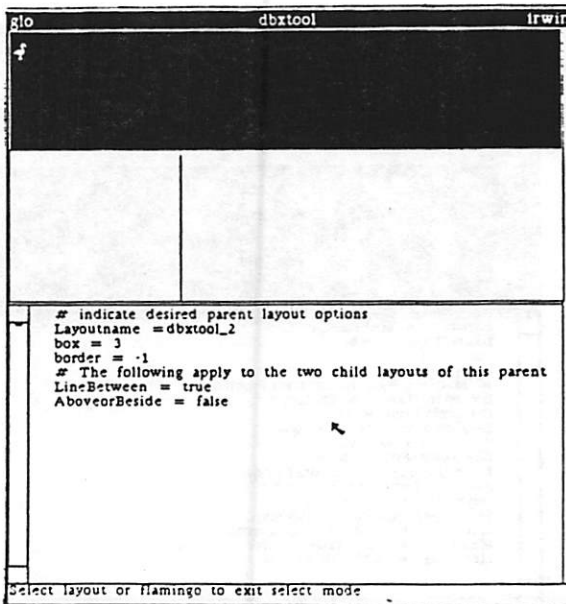 glo dbxtool irwin
# indicate desired parent layout options
Layoutname =dbxtool_2
box = 3
border = -1
# The following apply to the two child layouts of this parent
LineBetween = true
AboveorBeside = false
Select layout or flamingo to exit select mode